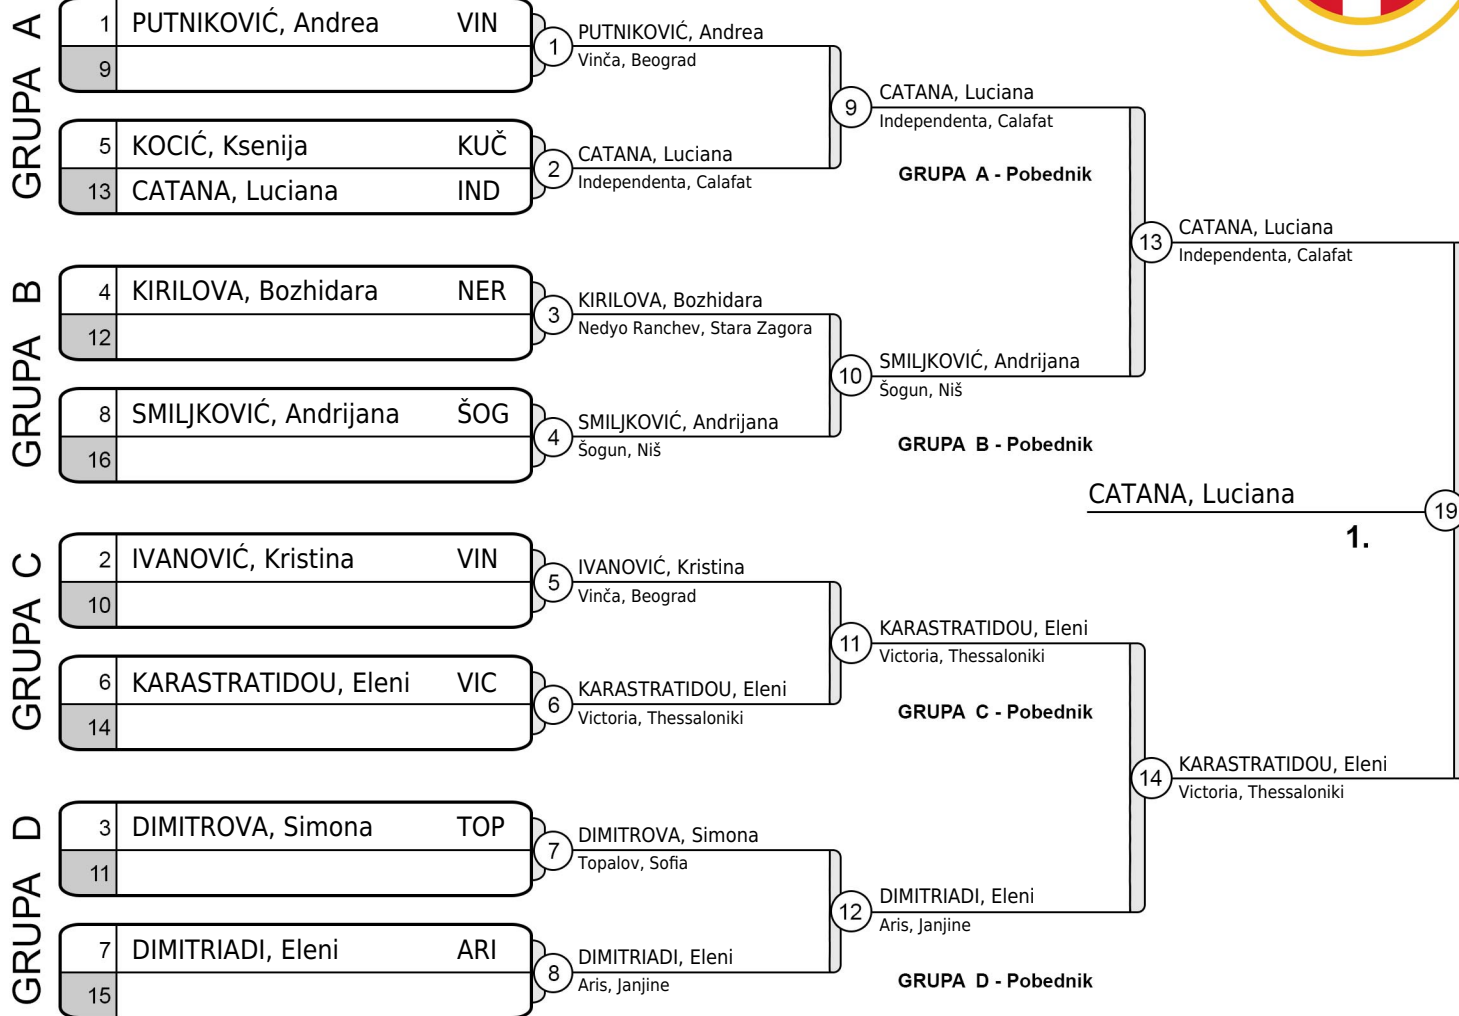 GRUPA A
1 PUTNIKOVIĆ, Andrea VIN
9
5 KOCIĆ, Ksenija KUČ
13 CATANA, Luciana IND
GRUPA B
4 KIRILOVA, Bozhidara NER
12
8 SMILJKOVIĆ, Andrijana ŠOG
16
GRUPA C
2 IVANOVIĆ, Kristina VIN
10
6 KARASTRATIDOU, Eleni VIC
14
GRUPA D
3 DIMITROVA, Simona TOP
11
7 DIMITRIADI, Eleni ARI
15
1 PUTNIKOVIĆ, Andrea
Vinča, Beograd
2 CATANA, Luciana
Independenta, Calafat
3 KIRILOVA, Bozhidara
Nedyo Ranchev, Stara Zagora
4 SMILJKOVIĆ, Andrijana
Šogun, Niš
5 IVANOVIĆ, Kristina
Vinča, Beograd
6 KARASTRATIDOU, Eleni
Victoria, Thessaloniki
7 DIMITROVA, Simona
Topalov, Sofia
8 DIMITRIADI, Eleni
Aris, Janjine
9 CATANA, Luciana
Independenta, Calafat
GRUPA A - Pobednik
10 SMILJKOVIĆ, Andrijana
Šogun, Niš
GRUPA B - Pobednik
11 KARASTRATIDOU, Eleni
Victoria, Thessaloniki
GRUPA C - Pobednik
12 DIMITRIADI, Eleni
Aris, Janjine
GRUPA D - Pobednik
13 CATANA, Luciana
Independenta, Calafat
14 KARASTRATIDOU, Eleni
Victoria, Thessaloniki
CATANA, Luciana 19
1.